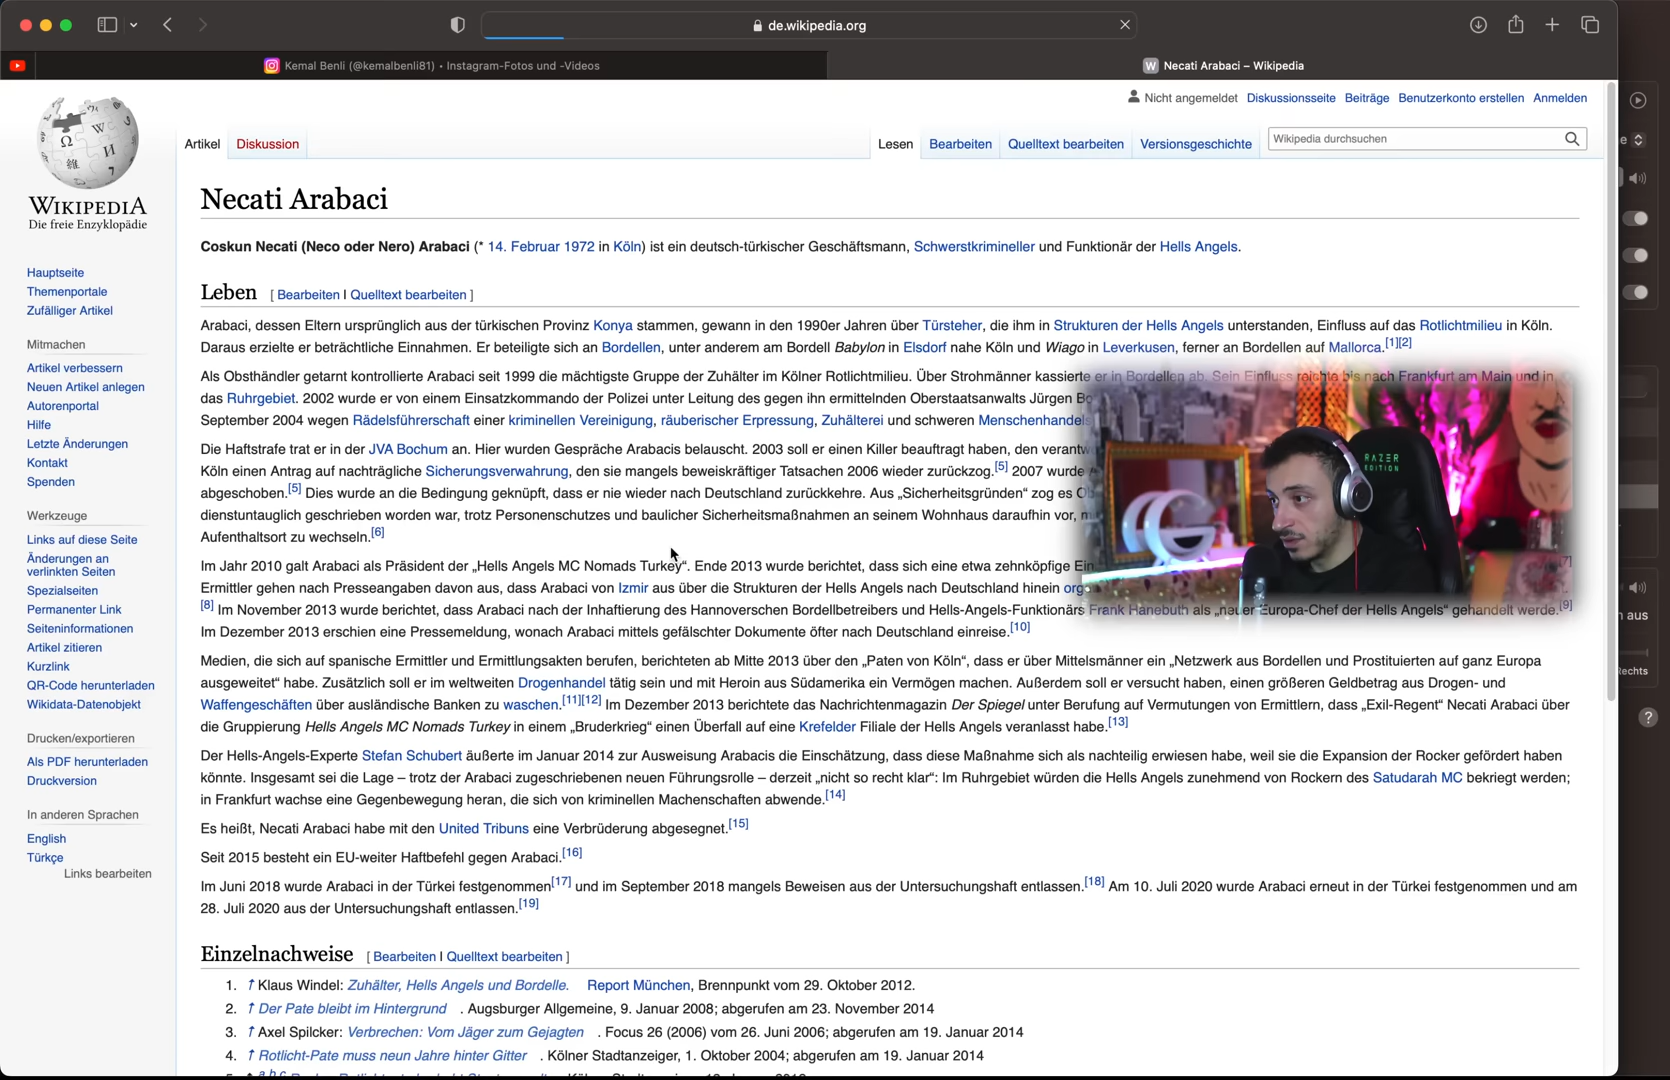 de.wikipedia.org
Kemal Benli (@kemalbenli81) • Instagram-Fotos und -Videos
W Necati Arabaci – Wikipedia
Nicht angemeldet Diskussionsseite Beiträge Benutzerkonto erstellen Anmelden
Artikel Diskussion Lesen Bearbeiten Quelltext bearbeiten Versionsgeschichte Wikipedia durchsuchen
WIKIPEDIA
Die freie Enzyklopädie
Hauptseite
Themenportale
Zufälliger Artikel
Mitmachen
Artikel verbessern
Neuen Artikel anlegen
Autorenportal
Hilfe
Letzte Änderungen
Kontakt
Spenden
Werkzeuge
Links auf diese Seite
Änderungen an
verlinkten Seiten
Spezialseiten
Permanenter Link
Seiteninformationen
Artikel zitieren
Kurzlink
QR-Code herunterladen
Wikidata-Datenobjekt
Drucken/exportieren
Als PDF herunterladen
Druckversion
In anderen Sprachen
English
Türkçe
Links bearbeiten
Necati Arabaci
Coskun Necati (Neco oder Nero) Arabaci (* 14. Februar 1972 in Köln) ist ein deutsch-türkischer Geschäftsmann, Schwerstkrimineller und Funktionär der Hells Angels.
Leben [ Bearbeiten | Quelltext bearbeiten ]
Arabaci, dessen Eltern ursprünglich aus der türkischen Provinz Konya stammen, gewann in den 1990er Jahren über Türsteher, die ihm in Strukturen der Hells Angels unterstanden, Einfluss auf das Rotlichtmilieu in Köln.
Daraus erzielte er beträchtliche Einnahmen. Er beteiligte sich an Bordellen, unter anderem am Bordell Babylon in Elsdorf nahe Köln und Wiago in Leverkusen, ferner an Bordellen auf Mallorca.[1][2]
Als Obsthändler getarnt kontrollierte Arabaci seit 1999 die mächtigste Gruppe der Zuhälter im Kölner Rotlichtmilieu. Über Strohmänner kassierte er in Bordellen ab. Sein Einfluss reichte bis nach Frankfurt am Main und in
das Ruhrgebiet. 2002 wurde er von einem Einsatzkommando der Polizei unter Leitung des gegen ihn ermittelnden Oberstaatsanwalts Jürgen
September 2004 wegen Rädelsführerschaft einer kriminellen Vereinigung, räuberischer Erpressung, Zuhälterei und schweren Menschenhandels
Die Haftstrafe trat er in der JVA Bochum an. Hier wurden Gespräche Arabacis belauscht. 2003 soll er einen Killer beauftragt haben, den
Köln einen Antrag auf nachträgliche Sicherungsverwahrung, den sie mangels beweiskräftiger Tatsachen 2006 wieder zurückzog.[5] 2007 wurde
abgeschoben.[5] Dies wurde an die Bedingung geknüpft, dass er nie wieder nach Deutschland zurückkehre. Aus „Sicherheitsgründen“ zog es
dienstuntauglich geschrieben worden war, trotz Personenschutzes und baulicher Sicherheitsmaßnahmen an seinem Wohnhaus daraufhin vor,
Aufenthaltsort zu wechseln.[6]
Im Jahr 2010 galt Arabaci als Präsident der „Hells Angels MC Nomads Turkey“. Ende 2013 wurde berichtet, dass sich eine etwa zehnköpfige
Ermittler gehen nach Presseangaben davon aus, dass Arabaci von Izmir aus über die Strukturen der Hells Angels nach Deutschland hinein
[8] Im November 2013 wurde berichtet, dass Arabaci nach der Inhaftierung des Hannoverschen Bordellbetreibers und Hells-Angels-Funktionärs Frank Hanebuth als „neuer Europa-Chef der Hells Angels“ gehandelt werde.[9]
Im Dezember 2013 erschien eine Pressemeldung, wonach Arabaci mittels gefälschter Dokumente öfter nach Deutschland einreise.[10]
Medien, die sich auf spanische Ermittler und Ermittlungsakten berufen, berichteten ab Mitte 2013 über den „Paten von Köln“, dass er über Mittelsmänner ein „Netzwerk aus Bordellen und Prostituierten auf ganz Europa
ausgeweitet“ habe. Zusätzlich soll er im weltweiten Drogenhandel tätig sein und mit Heroin aus Südamerika ein Vermögen machen. Außerdem soll er versucht haben, einen größeren Geldbetrag aus Drogen- und
Waffengeschäften über ausländische Banken zu waschen.[11][12] Im Dezember 2013 berichtete das Nachrichtenmagazin Der Spiegel unter Berufung auf Vermutungen von Ermittlern, dass „Exil-Regent“ Necati Arabaci über
die Gruppierung Hells Angels MC Nomads Turkey in einem „Bruderkrieg“ einen Überfall auf eine Krefelder Filiale der Hells Angels veranlasst habe.[13]
Der Hells-Angels-Experte Stefan Schubert äußerte im Januar 2014 zur Ausweisung Arabacis die Einschätzung, dass diese Maßnahme sich als nachteilig erwiesen habe, weil sie die Expansion der Rocker gefördert haben
könnte. Insgesamt sei die Lage – trotz der Arabaci zugeschriebenen neuen Führungsrolle – derzeit „nicht so recht klar“: Im Ruhrgebiet würden die Hells Angels zunehmend von Rockern des Satudarah MC bekriegt werden;
in Frankfurt wachse eine Gegenbewegung heran, die sich von kriminellen Machenschaften abwende.[14]
Es heißt, Necati Arabaci habe mit den United Tribuns eine Verbrüderung abgesegnet.[15]
Seit 2015 besteht ein EU-weiter Haftbefehl gegen Arabaci.[16]
Im Juni 2018 wurde Arabaci in der Türkei festgenommen[17] und im September 2018 mangels Beweisen aus der Untersuchungshaft entlassen.[18] Am 10. Juli 2020 wurde Arabaci erneut in der Türkei festgenommen und am
28. Juli 2020 aus der Untersuchungshaft entlassen.[19]
Einzelnachweise [ Bearbeiten | Quelltext bearbeiten ]
1. ↑ Klaus Windel: Zuhälter, Hells Angels und Bordelle. Report München, Brennpunkt vom 29. Oktober 2012.
2. ↑ Der Pate bleibt im Hintergrund . Augsburger Allgemeine, 9. Januar 2008; abgerufen am 23. November 2014
3. ↑ Axel Spilcker: Verbrechen: Vom Jäger zum Gejagten . Focus 26 (2006) vom 26. Juni 2006; abgerufen am 19. Januar 2014
4. ↑ Rotlicht-Pate muss neun Jahre hinter Gitter . Kölner Stadtanzeiger, 1. Oktober 2004; abgerufen am 19. Januar 2014
RAZER
EDITION
aus
Rechts